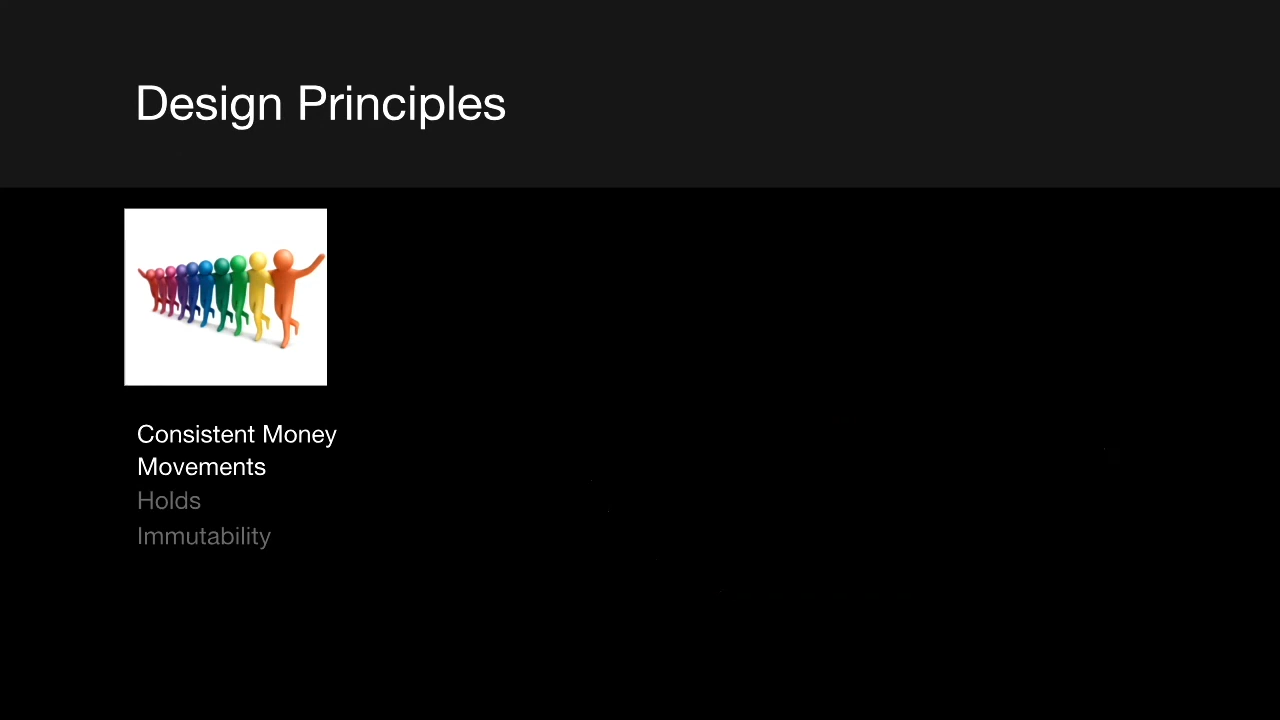 Design Principles
Consistent Money
Movements
Holds
Immutability